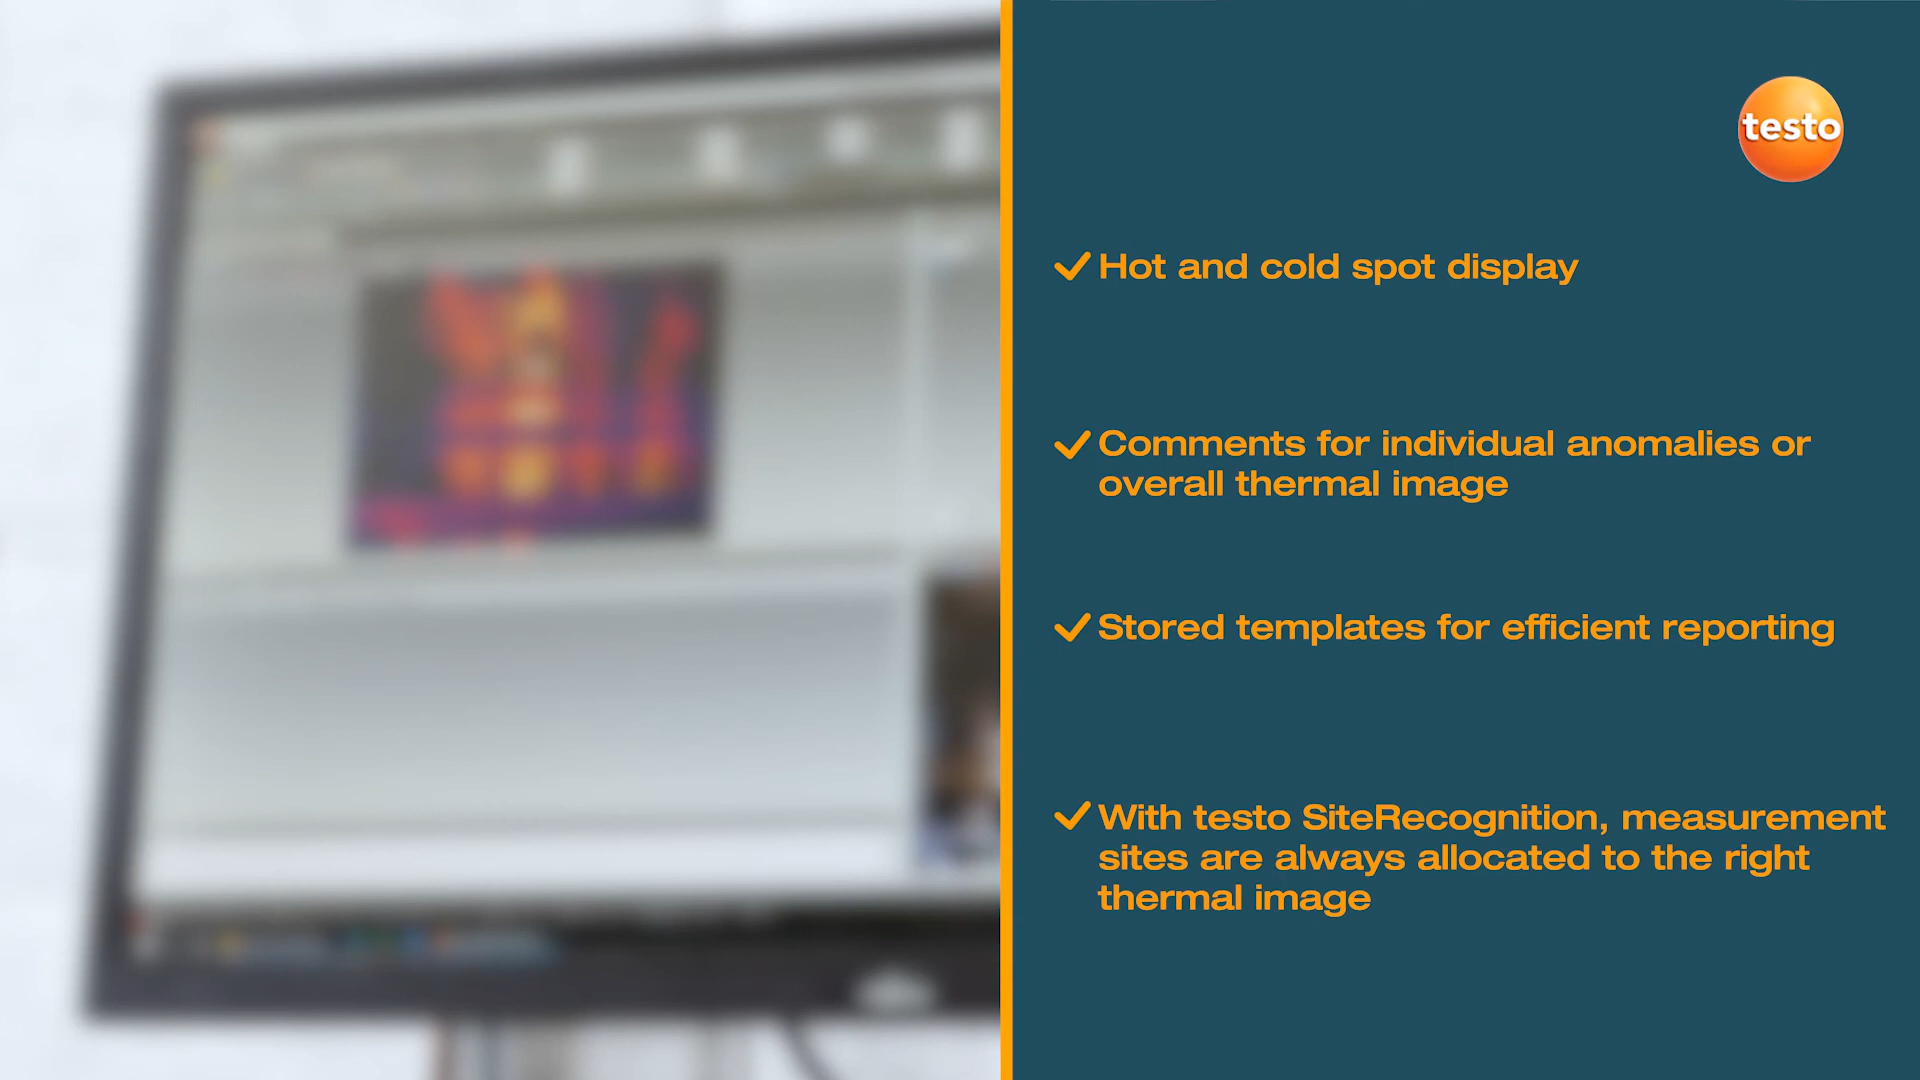 testo
Hot and cold spot display
Comments for individual anomalies or
overall thermal image
Stored templates for efficient reporting
With testo SiteRecognition, measurement
sites are always allocated to the right
thermal image